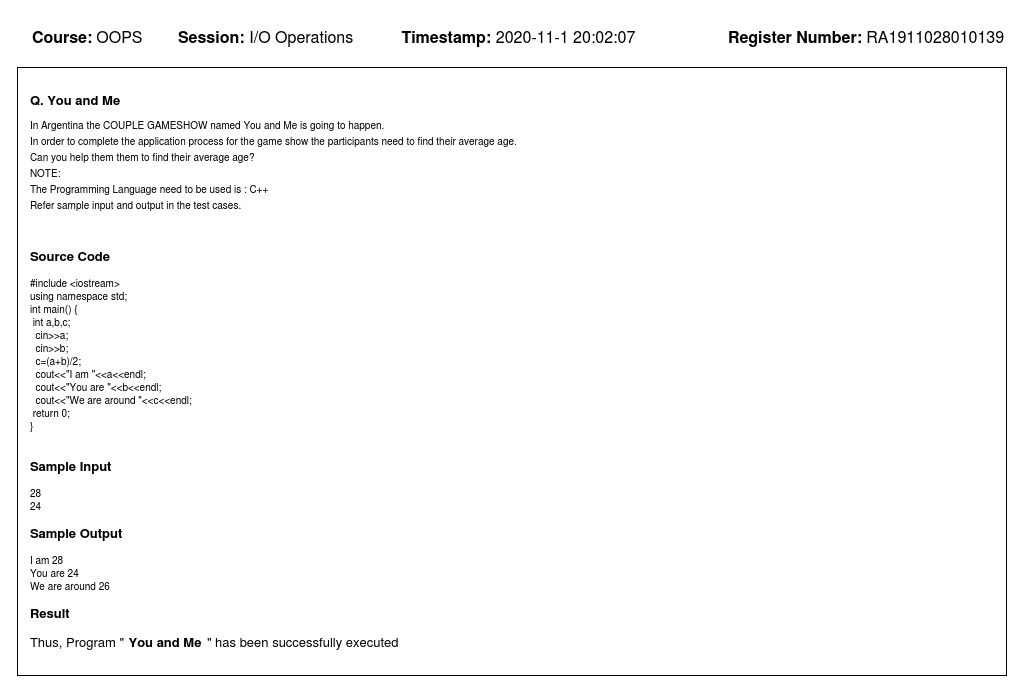 Course: OOPS Session: I/O Operations Timestamp: 2020-11-1 20:02:07 Register Number: RA1911028010139
Q. You and Me
In Argentina the COUPLE GAMESHOW named You and Me is going to happen.
In order to complete the application process for the game show the participants need to find their average age.
Can you help them them to find their average age?
NOTE:
The Programming Language need to be used is : C++
Refer sample input and output in the test cases.
Source Code
#include <iostream>
using namespace std;
int main() {
 int a,b,c;
  cin>>a;
  cin>>b;
  c=(a+b)/2;
  cout<<"I am "<<a<<endl;
  cout<<"You are "<<b<<endl;
  cout<<"We are around "<<c<<endl;
 return 0;
}
Sample Input
28
24
Sample Output
I am 28
You are 24
We are around 26
Result
Thus, Program " You and Me " has been successfully executed